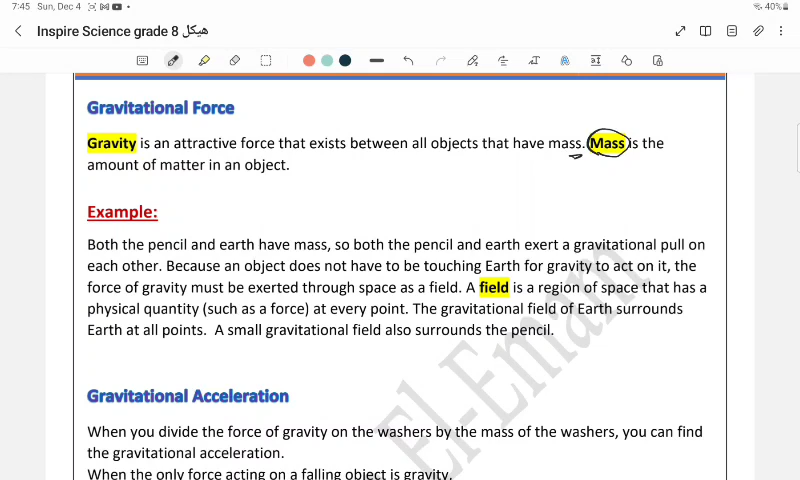 7:45 Sun, Dec 4 40%
Inspire Science grade 8 هيكل
Gravitational Force
Gravity is an attractive force that exists between all objects that have mass. Mass is the
amount of matter in an object.
Example:
Both the pencil and earth have mass, so both the pencil and earth exert a gravitational pull on
each other. Because an object does not have to be touching Earth for gravity to act on it, the
force of gravity must be exerted through space as a field. A field is a region of space that has a
physical quantity (such as a force) at every point. The gravitational field of Earth surrounds
Earth at all points. A small gravitational field also surrounds the pencil.
El-Emam
Gravitational Acceleration
When you divide the force of gravity on the washers by the mass of the washers, you can find
the gravitational acceleration.
When the only force acting on a falling object is gravity.